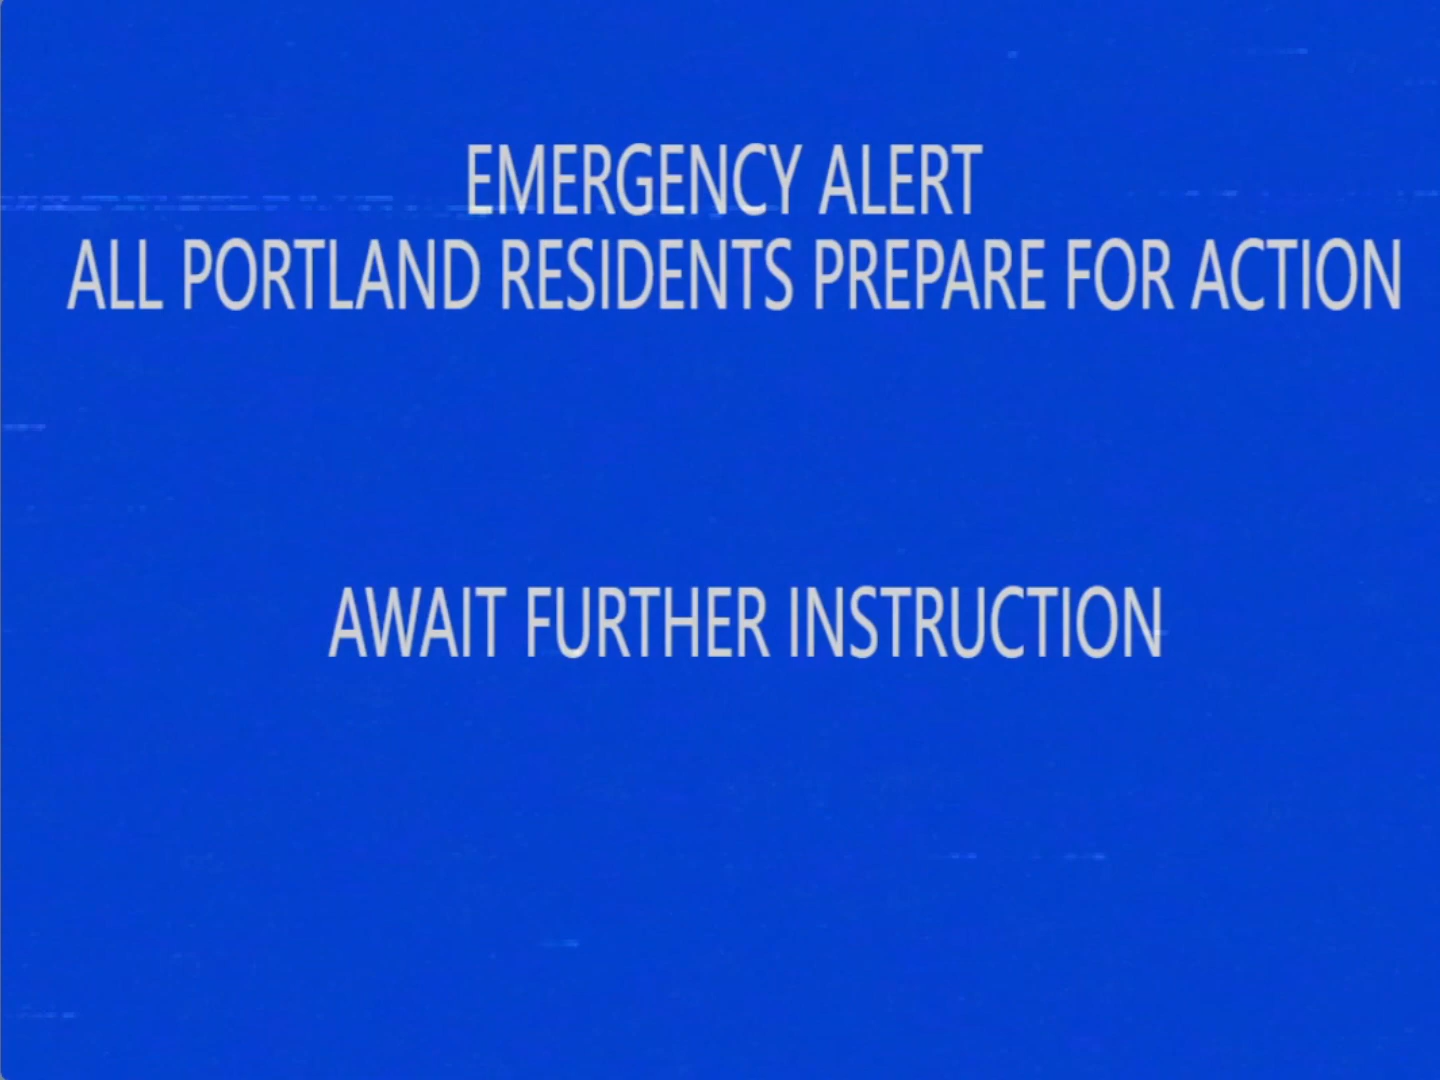 EMERGENCY ALERT
ALL PORTLAND RESIDENTS PREPARE FOR ACTION
AWAIT FURTHER INSTRUCTION